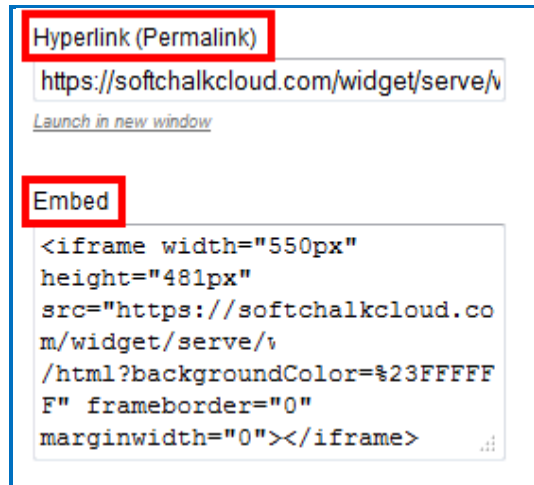 Hyperlink (Permalink)
https://softchalkcloud.com/widget/serve/
Launch in new window
Embed
<iframe width="550px"
height="481px"
src="https://softchalkcloud.co
m/widget/serve/
/html?backgroundColor=%23FFFFF
F" frameborder="0"
marginwidth="0"></iframe>